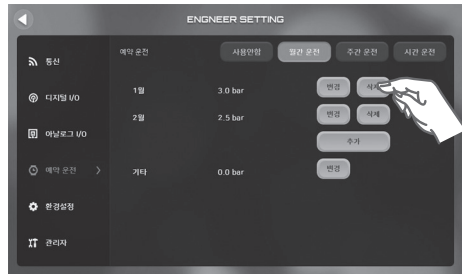 ENGNEER SETTING
통신
디지털 I/O
아날로그 I/O
예약 운전
환경설정
관리자
예약 운전
사용안함
월간 운전
주간 운전
시간 운전
1월
3.0 bar
변경
삭제
2월
2.5 bar
변경
삭제
추가
기타
0.0 bar
변경